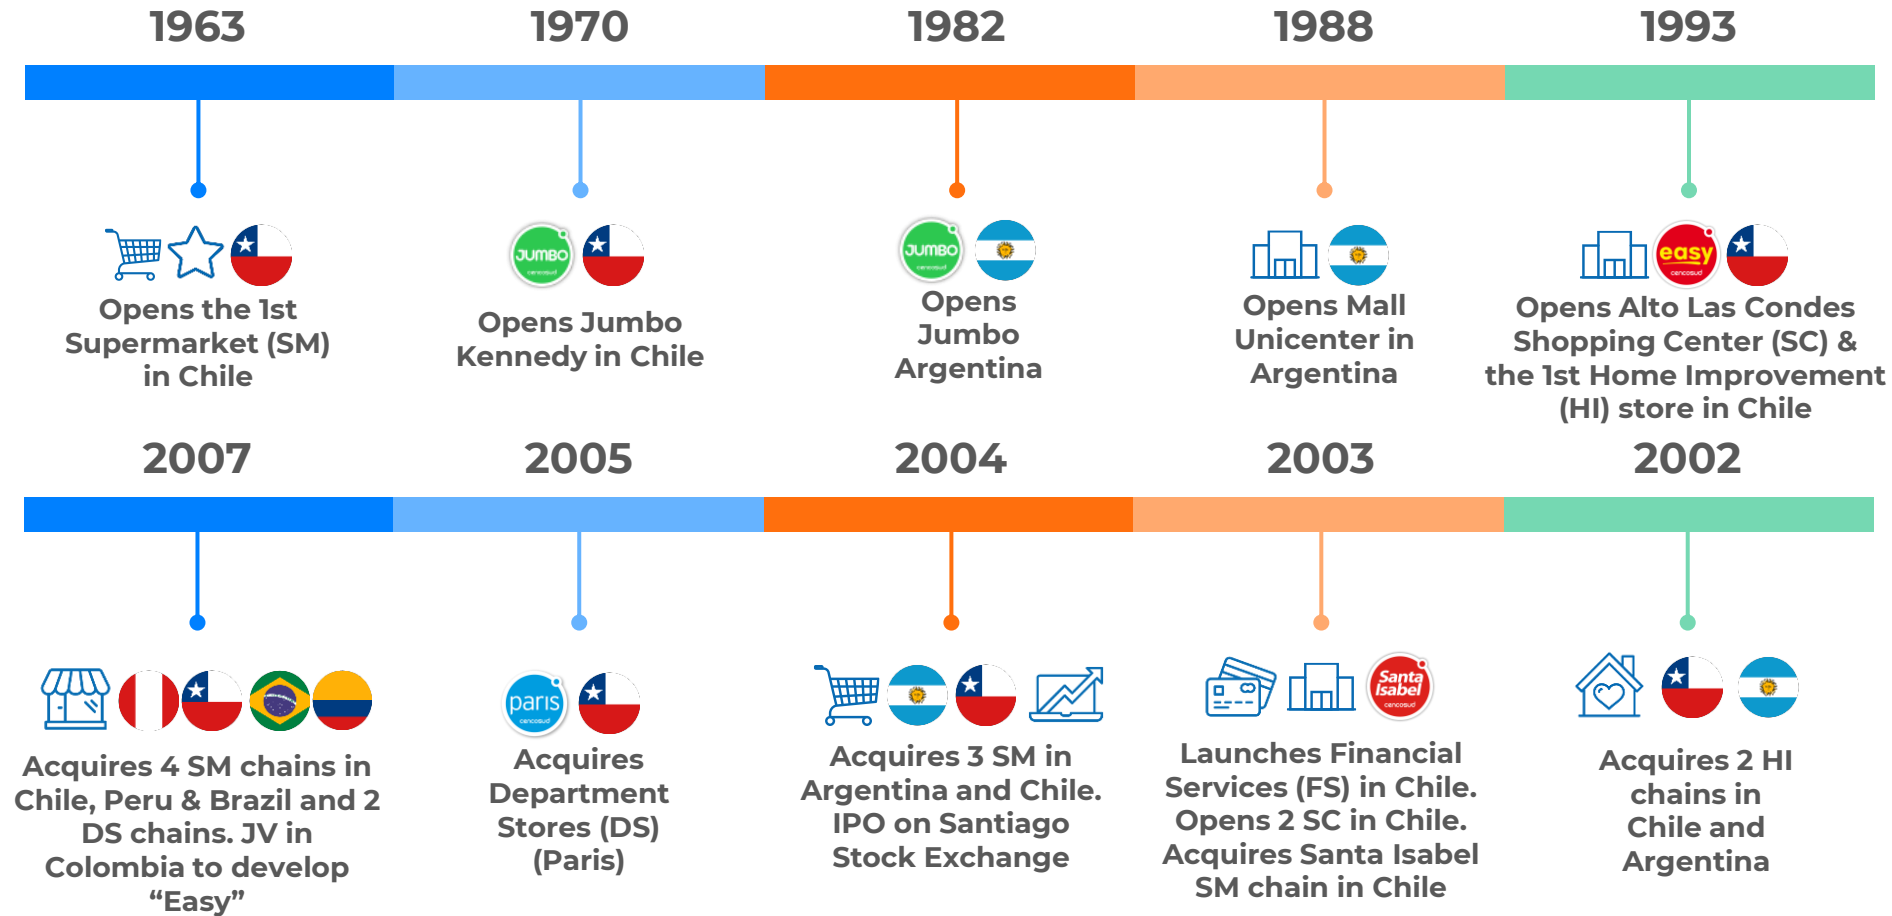 1963
1970
1982
1988
1993
JUMBO
cencosud
JUMBO
cencosud
easy
cencosud
Opens the 1st
Supermarket (SM)
in Chile
Opens Jumbo
Kennedy in Chile
Opens
Jumbo
Argentina
Opens Mall
Unicenter in
Argentina
Opens Alto Las Condes
Shopping Center (SC) &
the 1st Home Improvement
(HI) store in Chile
2007
2005
2004
2003
2002
paris
cencosud
Santa
Isabel
cencosud
Acquires 4 SM chains in
Chile, Peru & Brazil and 2
DS chains. JV in
Colombia to develop
“Easy”
Acquires
Department
Stores (DS)
(Paris)
Acquires 3 SM in
Argentina and Chile.
IPO on Santiago
Stock Exchange
Launches Financial
Services (FS) in Chile.
Opens 2 SC in Chile.
Acquires Santa Isabel
SM chain in Chile
Acquires 2 HI
chains in
Chile and
Argentina